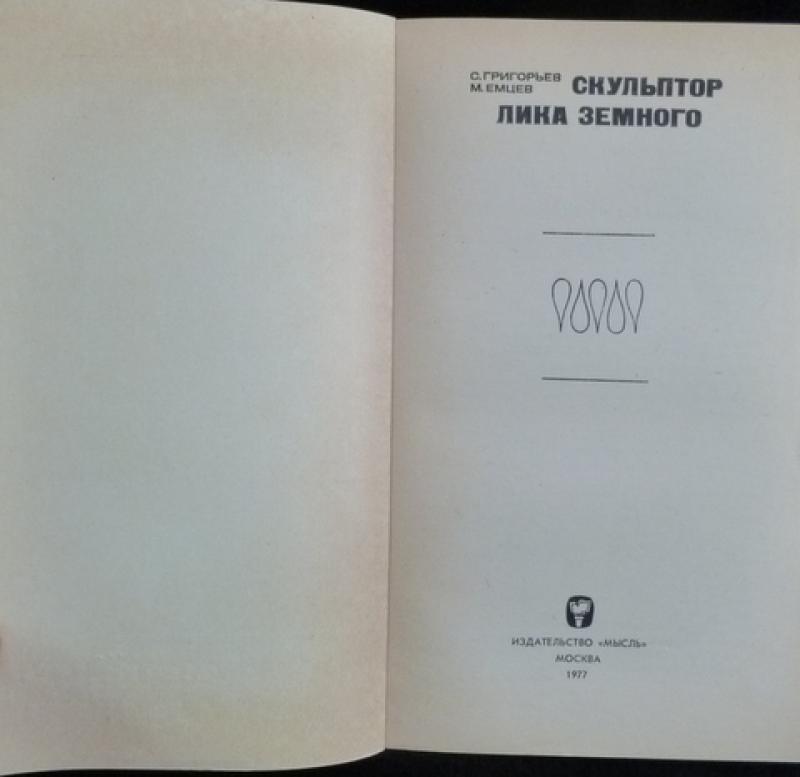 С. ГРИГОРЬЕВ
М. ЕМЦЕВ
СКУЛЬПТОР
ЛИКА ЗЕМНОГО
ИЗДАТЕЛЬСТВО «МЫСЛЬ»
МОСКВА
1977